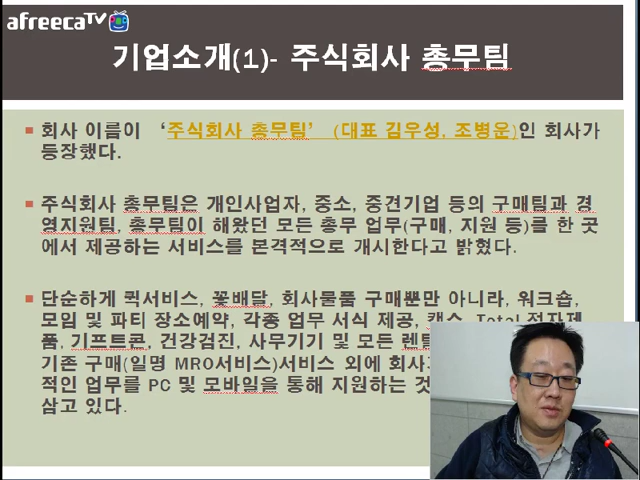 afreecaTV
기업소개(1)- 주식회사 총무팀
회사 이름이 ‘주식회사 총무팀’ (대표 김우성, 조병운)인 회사가
등장했다.
주식회사 총무팀은 개인사업자, 중소, 중견기업 등의 구매팀과 경
영지원팀, 총무팀이 해왔던 모든 총무 업무(구매, 지원 등)를 한 곳
에서 제공하는 서비스를 본격적으로 개시한다고 밝혔다.
단순하게 퀵서비스, 꽃배달, 회사물품 구매뿐만 아니라, 워크숍,
모임 및 파티 장소예약, 각종 업무 서식 제공, 캡스, Total 전자제
품, 기프트콘, 건강검진, 사무기기 및 모든 렌탈
기존 구매(일명 MRO서비스)서비스 외에 회사
적인 업무를 PC 및 모바일을 통해 지원하는 것
삼고 있다.